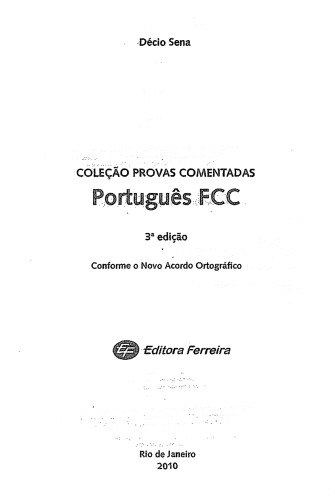 Décio Sena
COLEÇÃO PROVAS COMENTADAS
Português FCC
3ª edição
Conforme o Novo Acordo Ortográfico
EF Editora Ferreira
Rio de Janeiro
2010